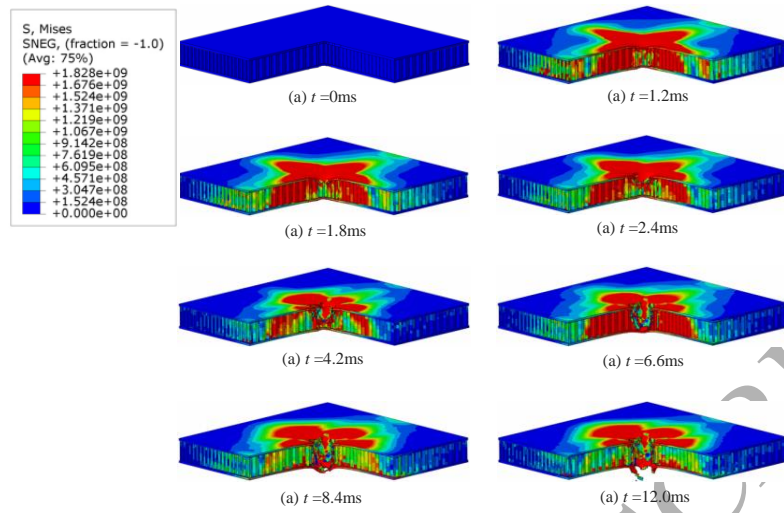 S, Mises
SNEG, (fraction = -1.0)
(Avg: 75%)
+1.828e+09
+1.676e+09
+1.524e+09
+1.371e+09
+1.219e+09
+1.067e+09
+9.142e+08
+7.619e+08
+6.095e+08
+4.571e+08
+3.047e+08
+1.524e+08
+0.000e+00
(a) t =0ms
(a) t =1.2ms
(a) t =1.8ms
(a) t =2.4ms
(a) t =4.2ms
(a) t =6.6ms
(a) t =8.4ms
(a) t =12.0ms